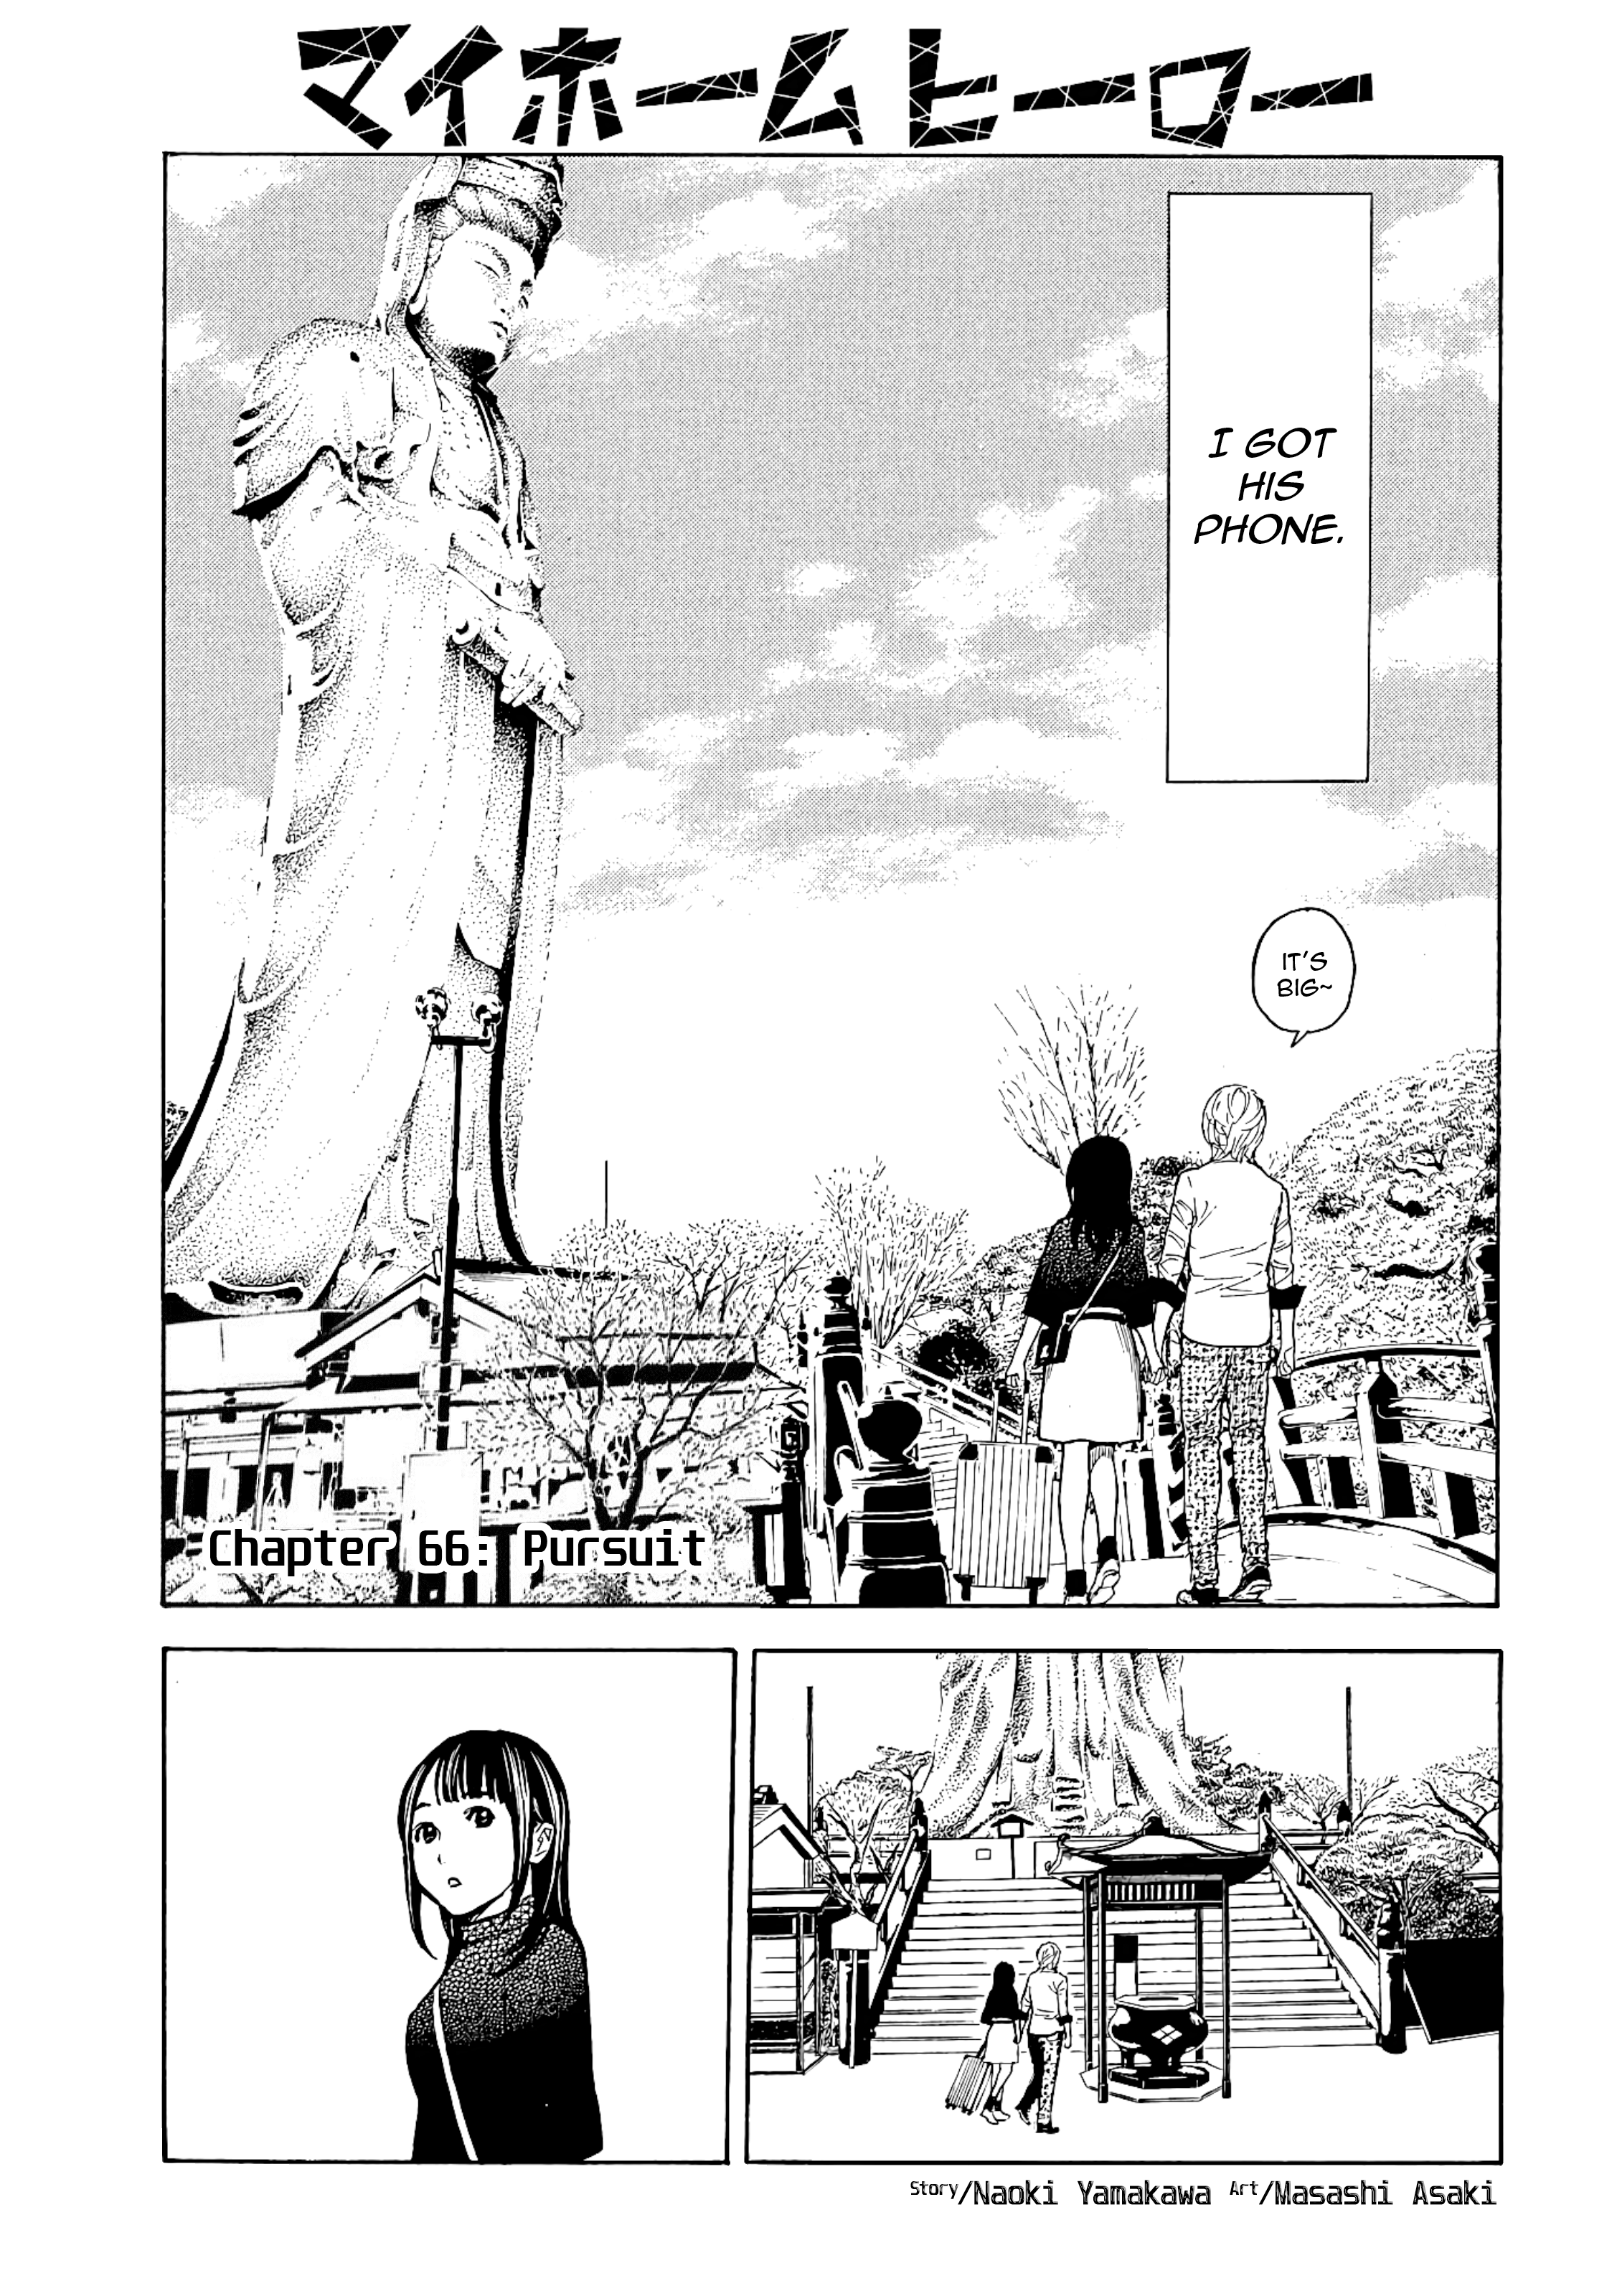 マイホームヒーロー
I GOT
HIS
PHONE.
IT'S
BIG~
Chapter 66: Pursuit
Story/Naoki Yamakawa Art/Masashi Asaki